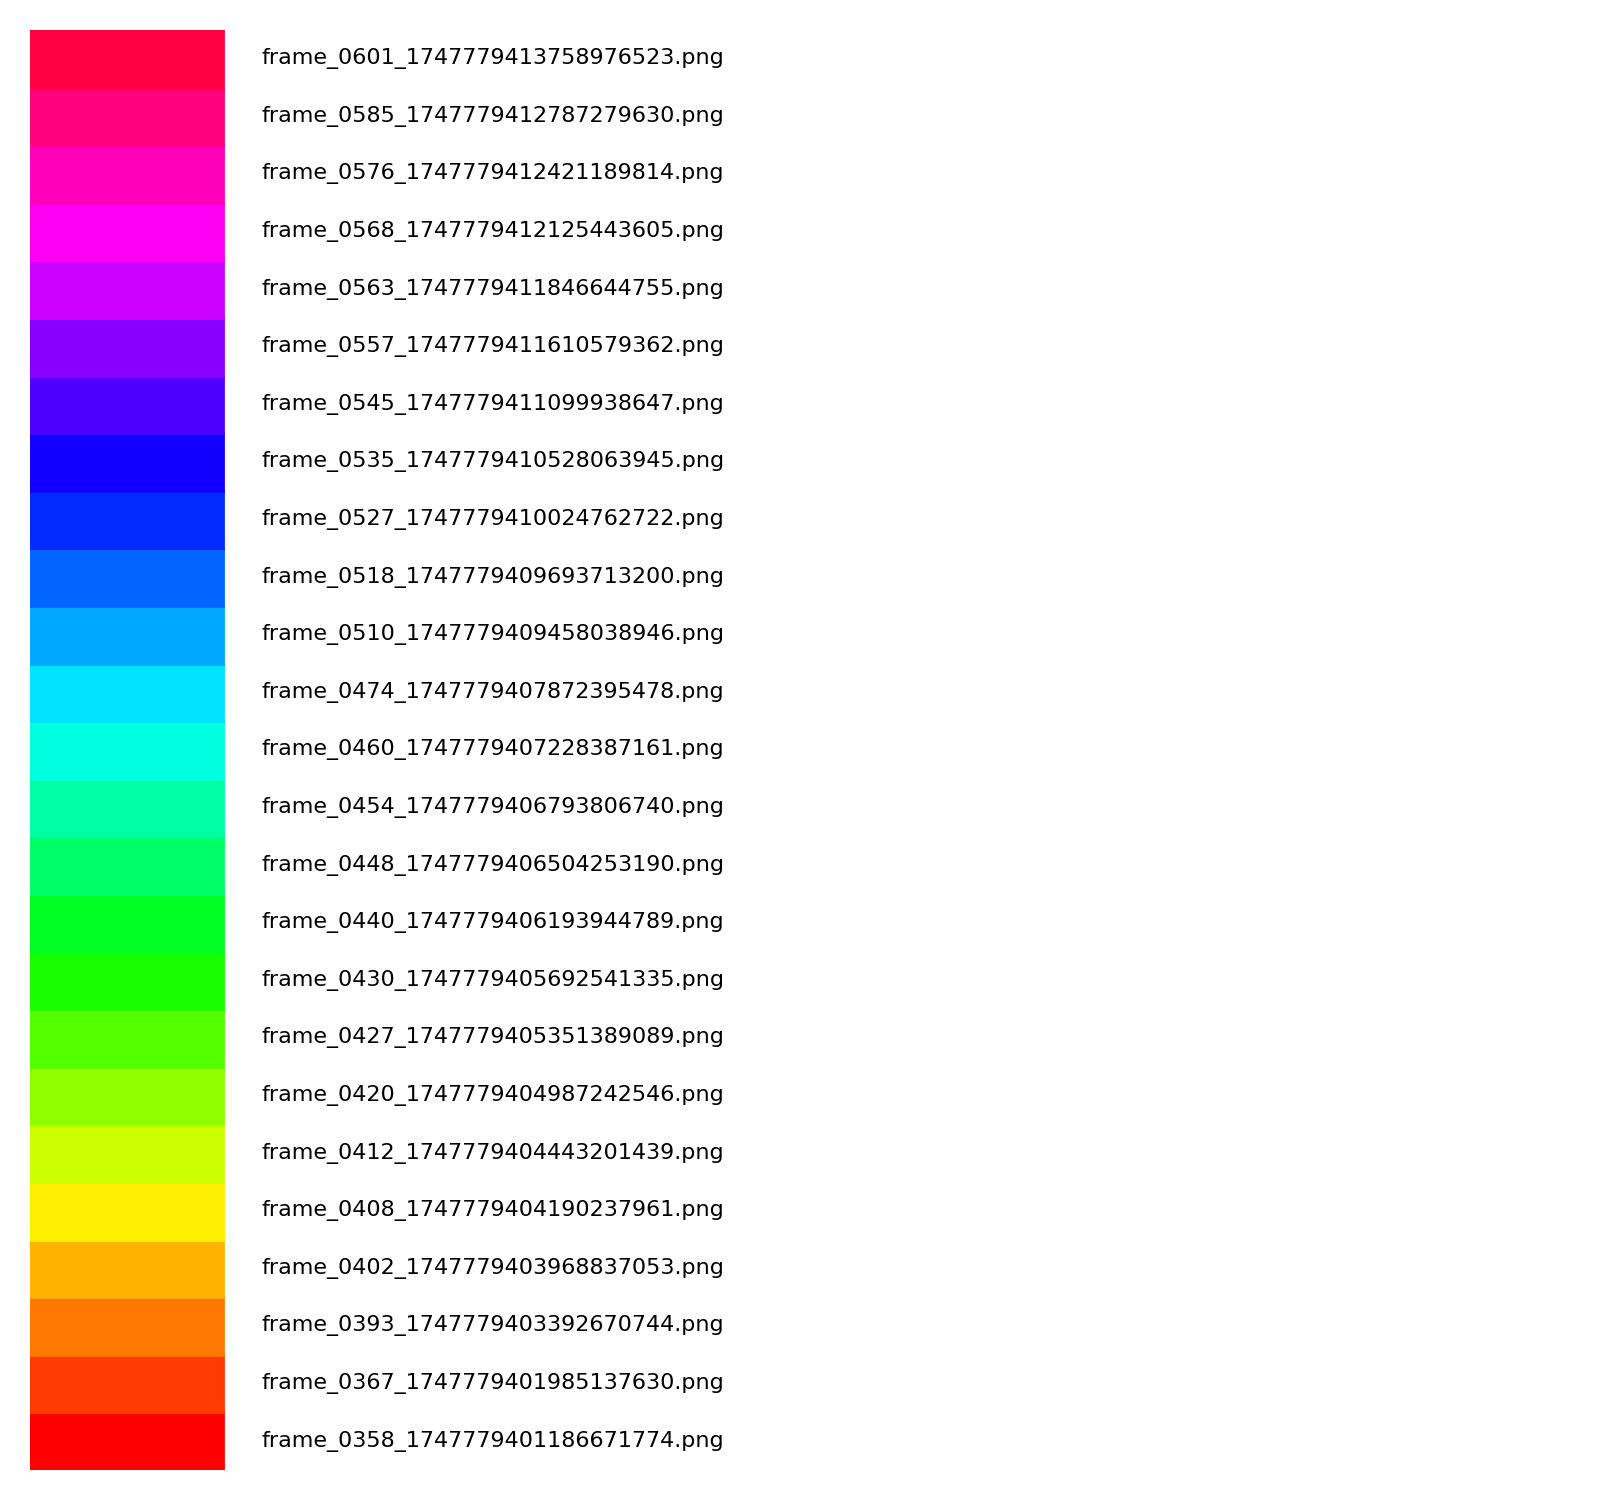 frame_0601_1747779413758976523.png
frame_0585_1747779412787279630.png
frame_0576_1747779412421189814.png
frame_0568_1747779412125443605.png
frame_0563_1747779411846644755.png
frame_0557_1747779411610579362.png
frame_0545_1747779411099938647.png
frame_0535_1747779410528063945.png
frame_0527_1747779410024762722.png
frame_0518_1747779409693713200.png
frame_0510_1747779409458038946.png
frame_0474_1747779407872395478.png
frame_0460_1747779407228387161.png
frame_0454_1747779406793806740.png
frame_0448_1747779406504253190.png
frame_0440_1747779406193944789.png
frame_0430_1747779405692541335.png
frame_0427_1747779405351389089.png
frame_0420_1747779404987242546.png
frame_0412_1747779404443201439.png
frame_0408_1747779404190237961.png
frame_0402_1747779403968837053.png
frame_0393_1747779403392670744.png
frame_0367_1747779401985137630.png
frame_0358_1747779401186671774.png